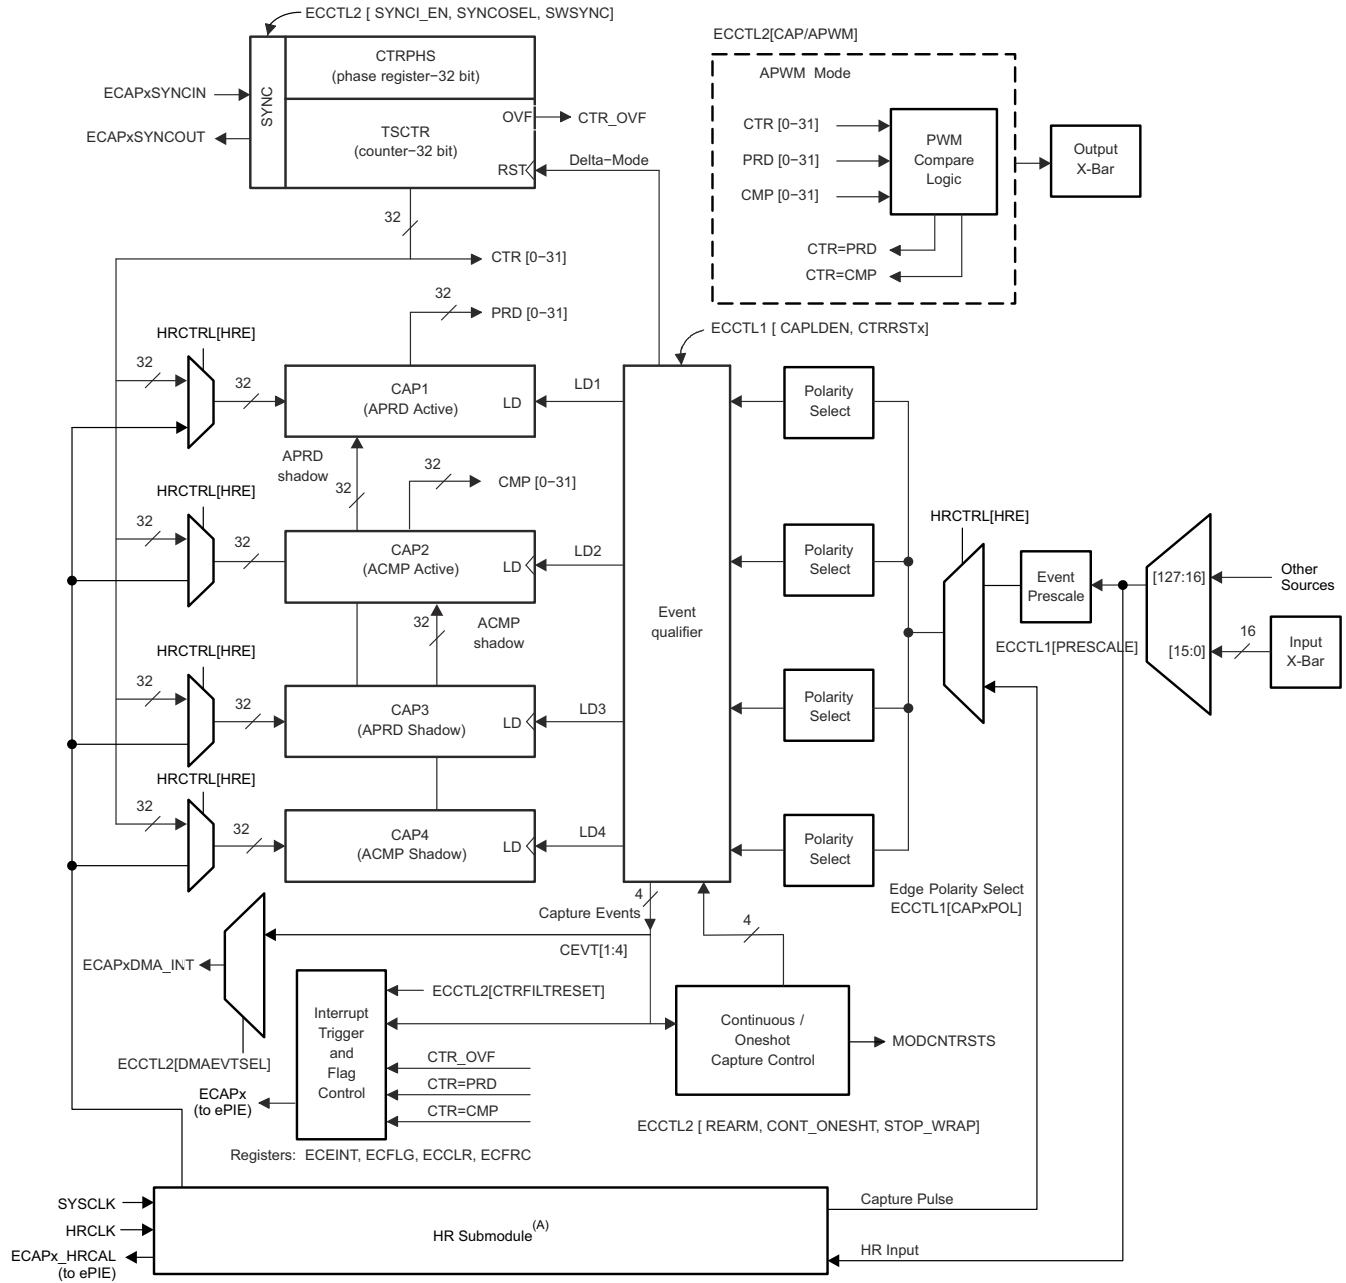 ECCTL2 [ SYNCI_EN, SYNCOSEL, SWSYNC]
ECCTL2[CAP/APWM]
SYNC
CTRPHS
(phase register−32 bit)
APWM Mode
ECAPxSYNCIN
OVF
CTR_OVF
CTR [0−31]
PWM
Compare
Logic
Output
X-Bar
ECAPxSYNCOUT
TSCTR
(counter−32 bit)
RST
Delta−Mode
PRD [0−31]
CMP [0−31]
32
CTR=PRD
CTR [0−31]
CTR=CMP
32
PRD [0−31]
ECCTL1 [ CAPLDEN, CTRRSTx]
HRCTRL[HRE]
32
32
CAP1
(APRD Active)
LD
LD1
Polarity
Select
APRD
shadow
32
32
CMP [0−31]
HRCTRL[HRE]
32
32
CAP2
(ACMP Active)
LD
LD2
Polarity
Select
HRCTRL[HRE]
Event
Prescale
[127:16]
Other
Sources
ECCTL1[PRESCALE]
[15:0]
16
Input
X-Bar
Event
qualifier
32
ACMP
shadow
HRCTRL[HRE]
32
32
CAP3
(APRD Shadow)
LD
LD3
Polarity
Select
HRCTRL[HRE]
32
32
CAP4
(ACMP Shadow)
LD
LD4
Polarity
Select
Edge Polarity Select
ECCTL1[CAPxPOL]
4
Capture Events
4
CEVT[1:4]
ECAPxDMA_INT
ECCTL2[DMAEVTSEL]
Interrupt
Trigger
and
Flag
Control
ECCTL2[CTRFILTRESET]
CTR_OVF
CTR=PRD
CTR=CMP
Continuous /
Oneshot
Capture Control
MODCNTRSTS
ECAPx
(to ePIE)
ECCTL2 [ REARM, CONT_ONESHT, STOP_WRAP]
Registers: ECEINT, ECFLG, ECCLR, ECFRC
SYSCLK
HRCLK
ECAPx_HRCAL
(to ePIE)
HR Submodule(A)
Capture Pulse
HR Input